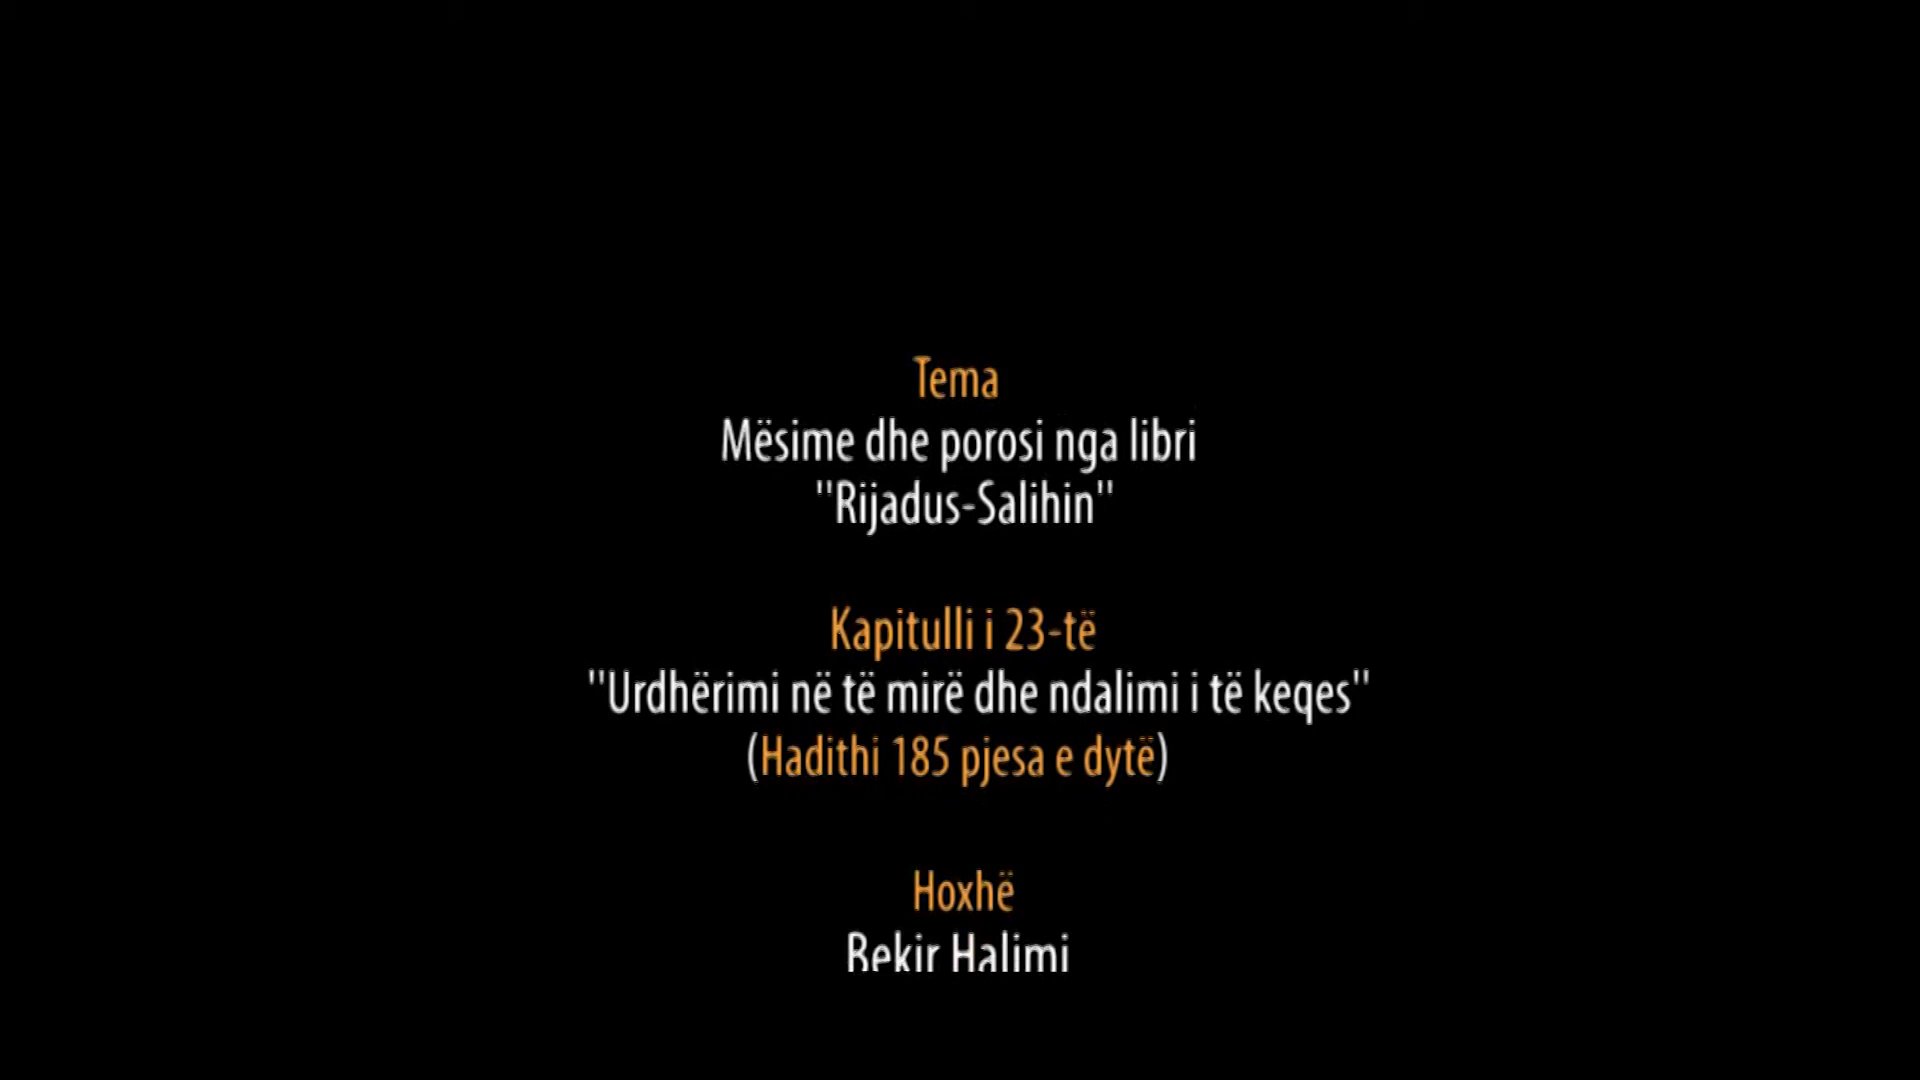 Tema
Mësime dhe porosi nga libri
"Rijadus-Salihin"
Kapitulli i 23-të
"Urdhërimi në të mirë dhe ndalimi i të keqes"
(Hadithi 185 pjesa e dytë)
Hoxhë
Bekir Halimi